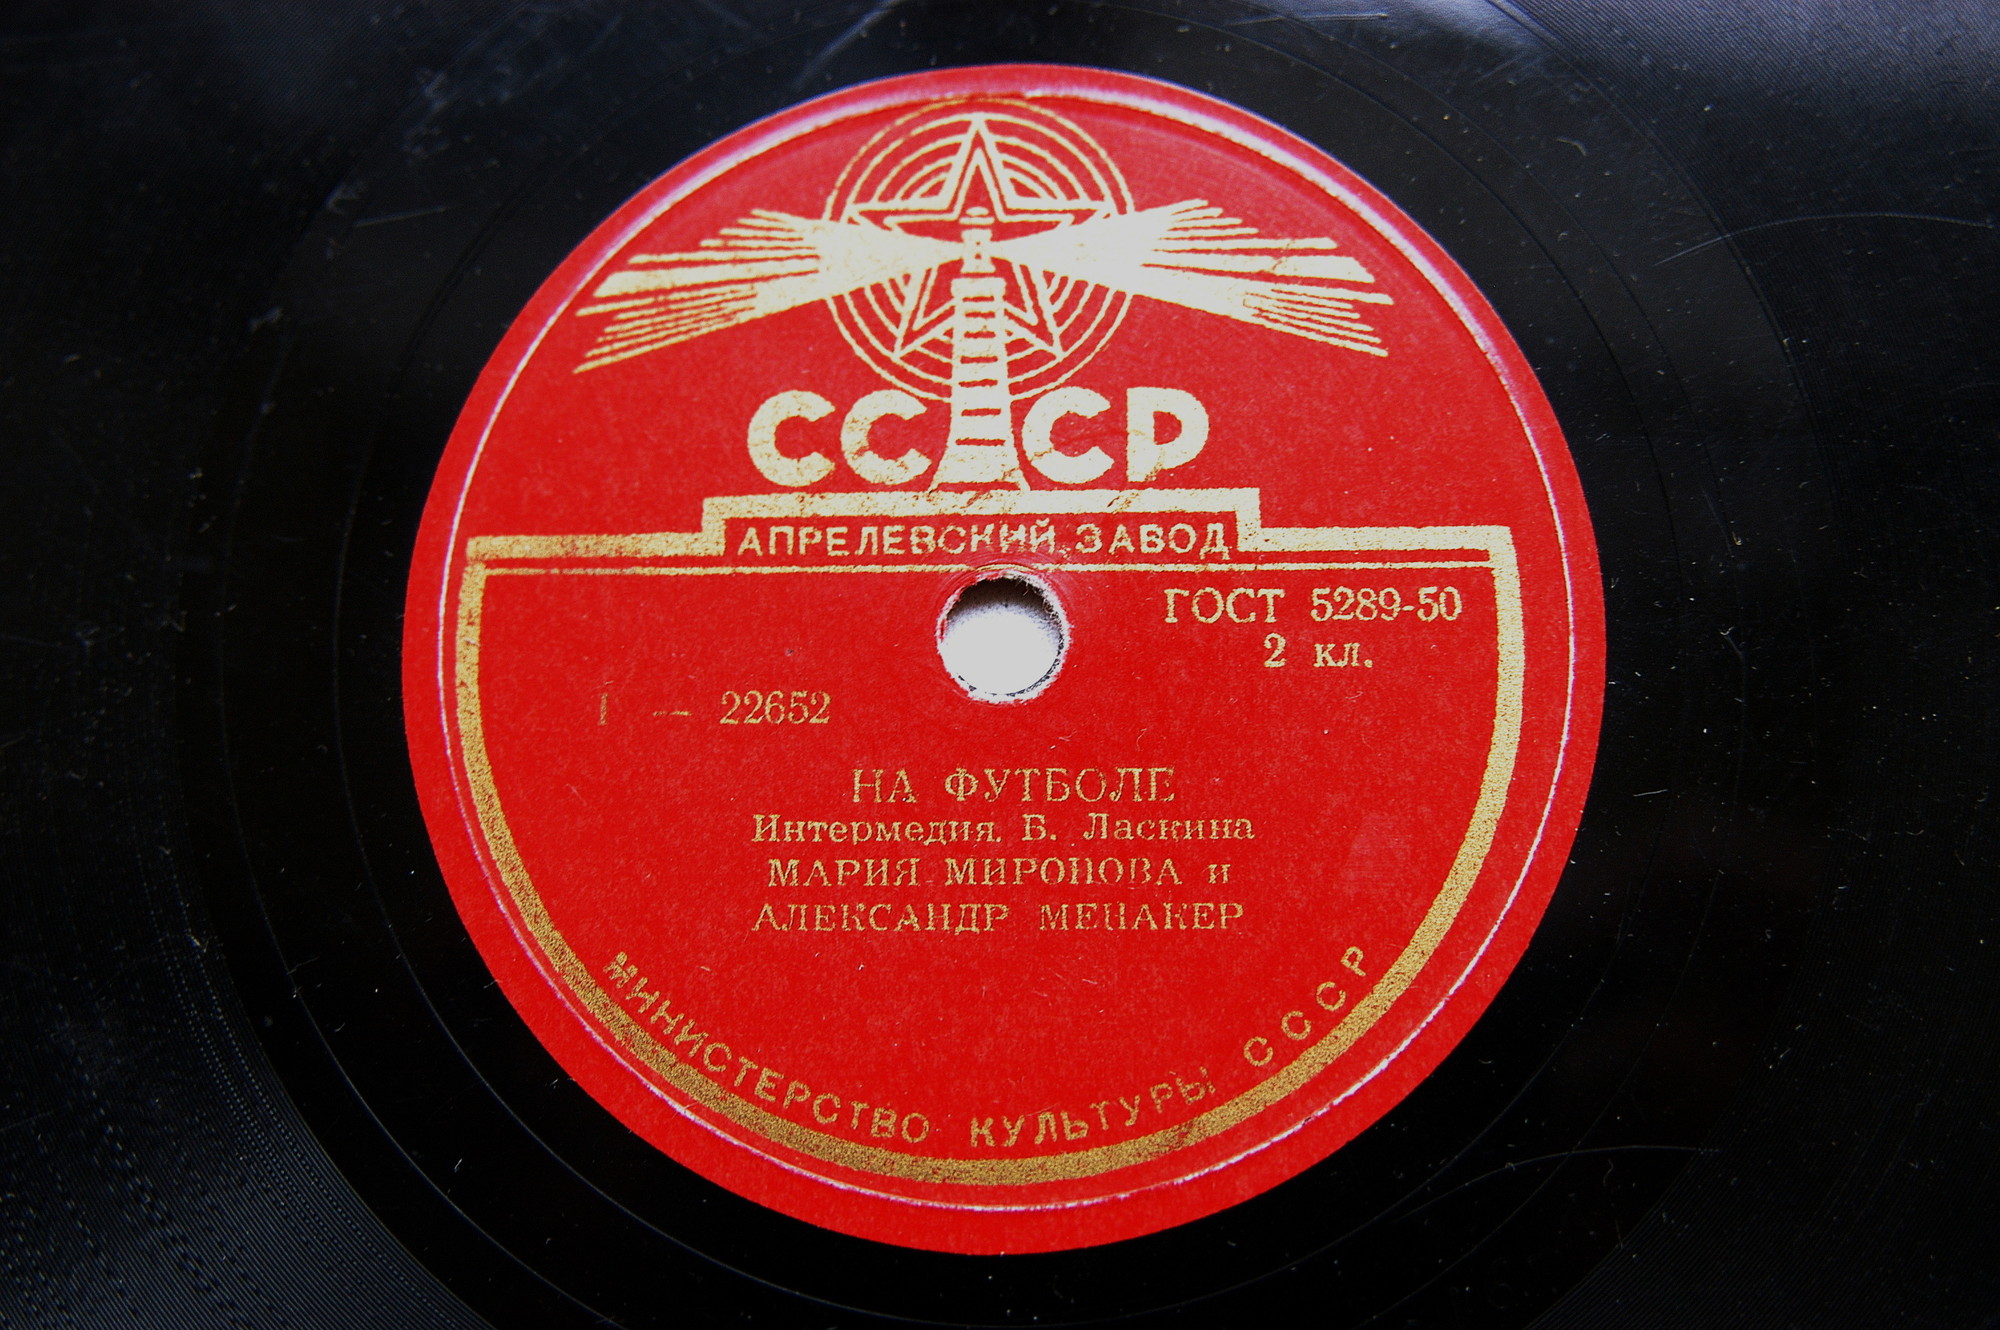 СССР
АПРЕЛЕВСКИЙ ЗАВОД
ГОСТ 5289-50
2 кл.
1 — 22652
НА ФУТБОЛЕ
Интермедия Б. Ласкина
МАРИЯ МИРОНОВА и
АЛЕКСАНДР МЕНАКЕР
МИНИСТЕРСТВО КУЛЬТУРЫ СССР